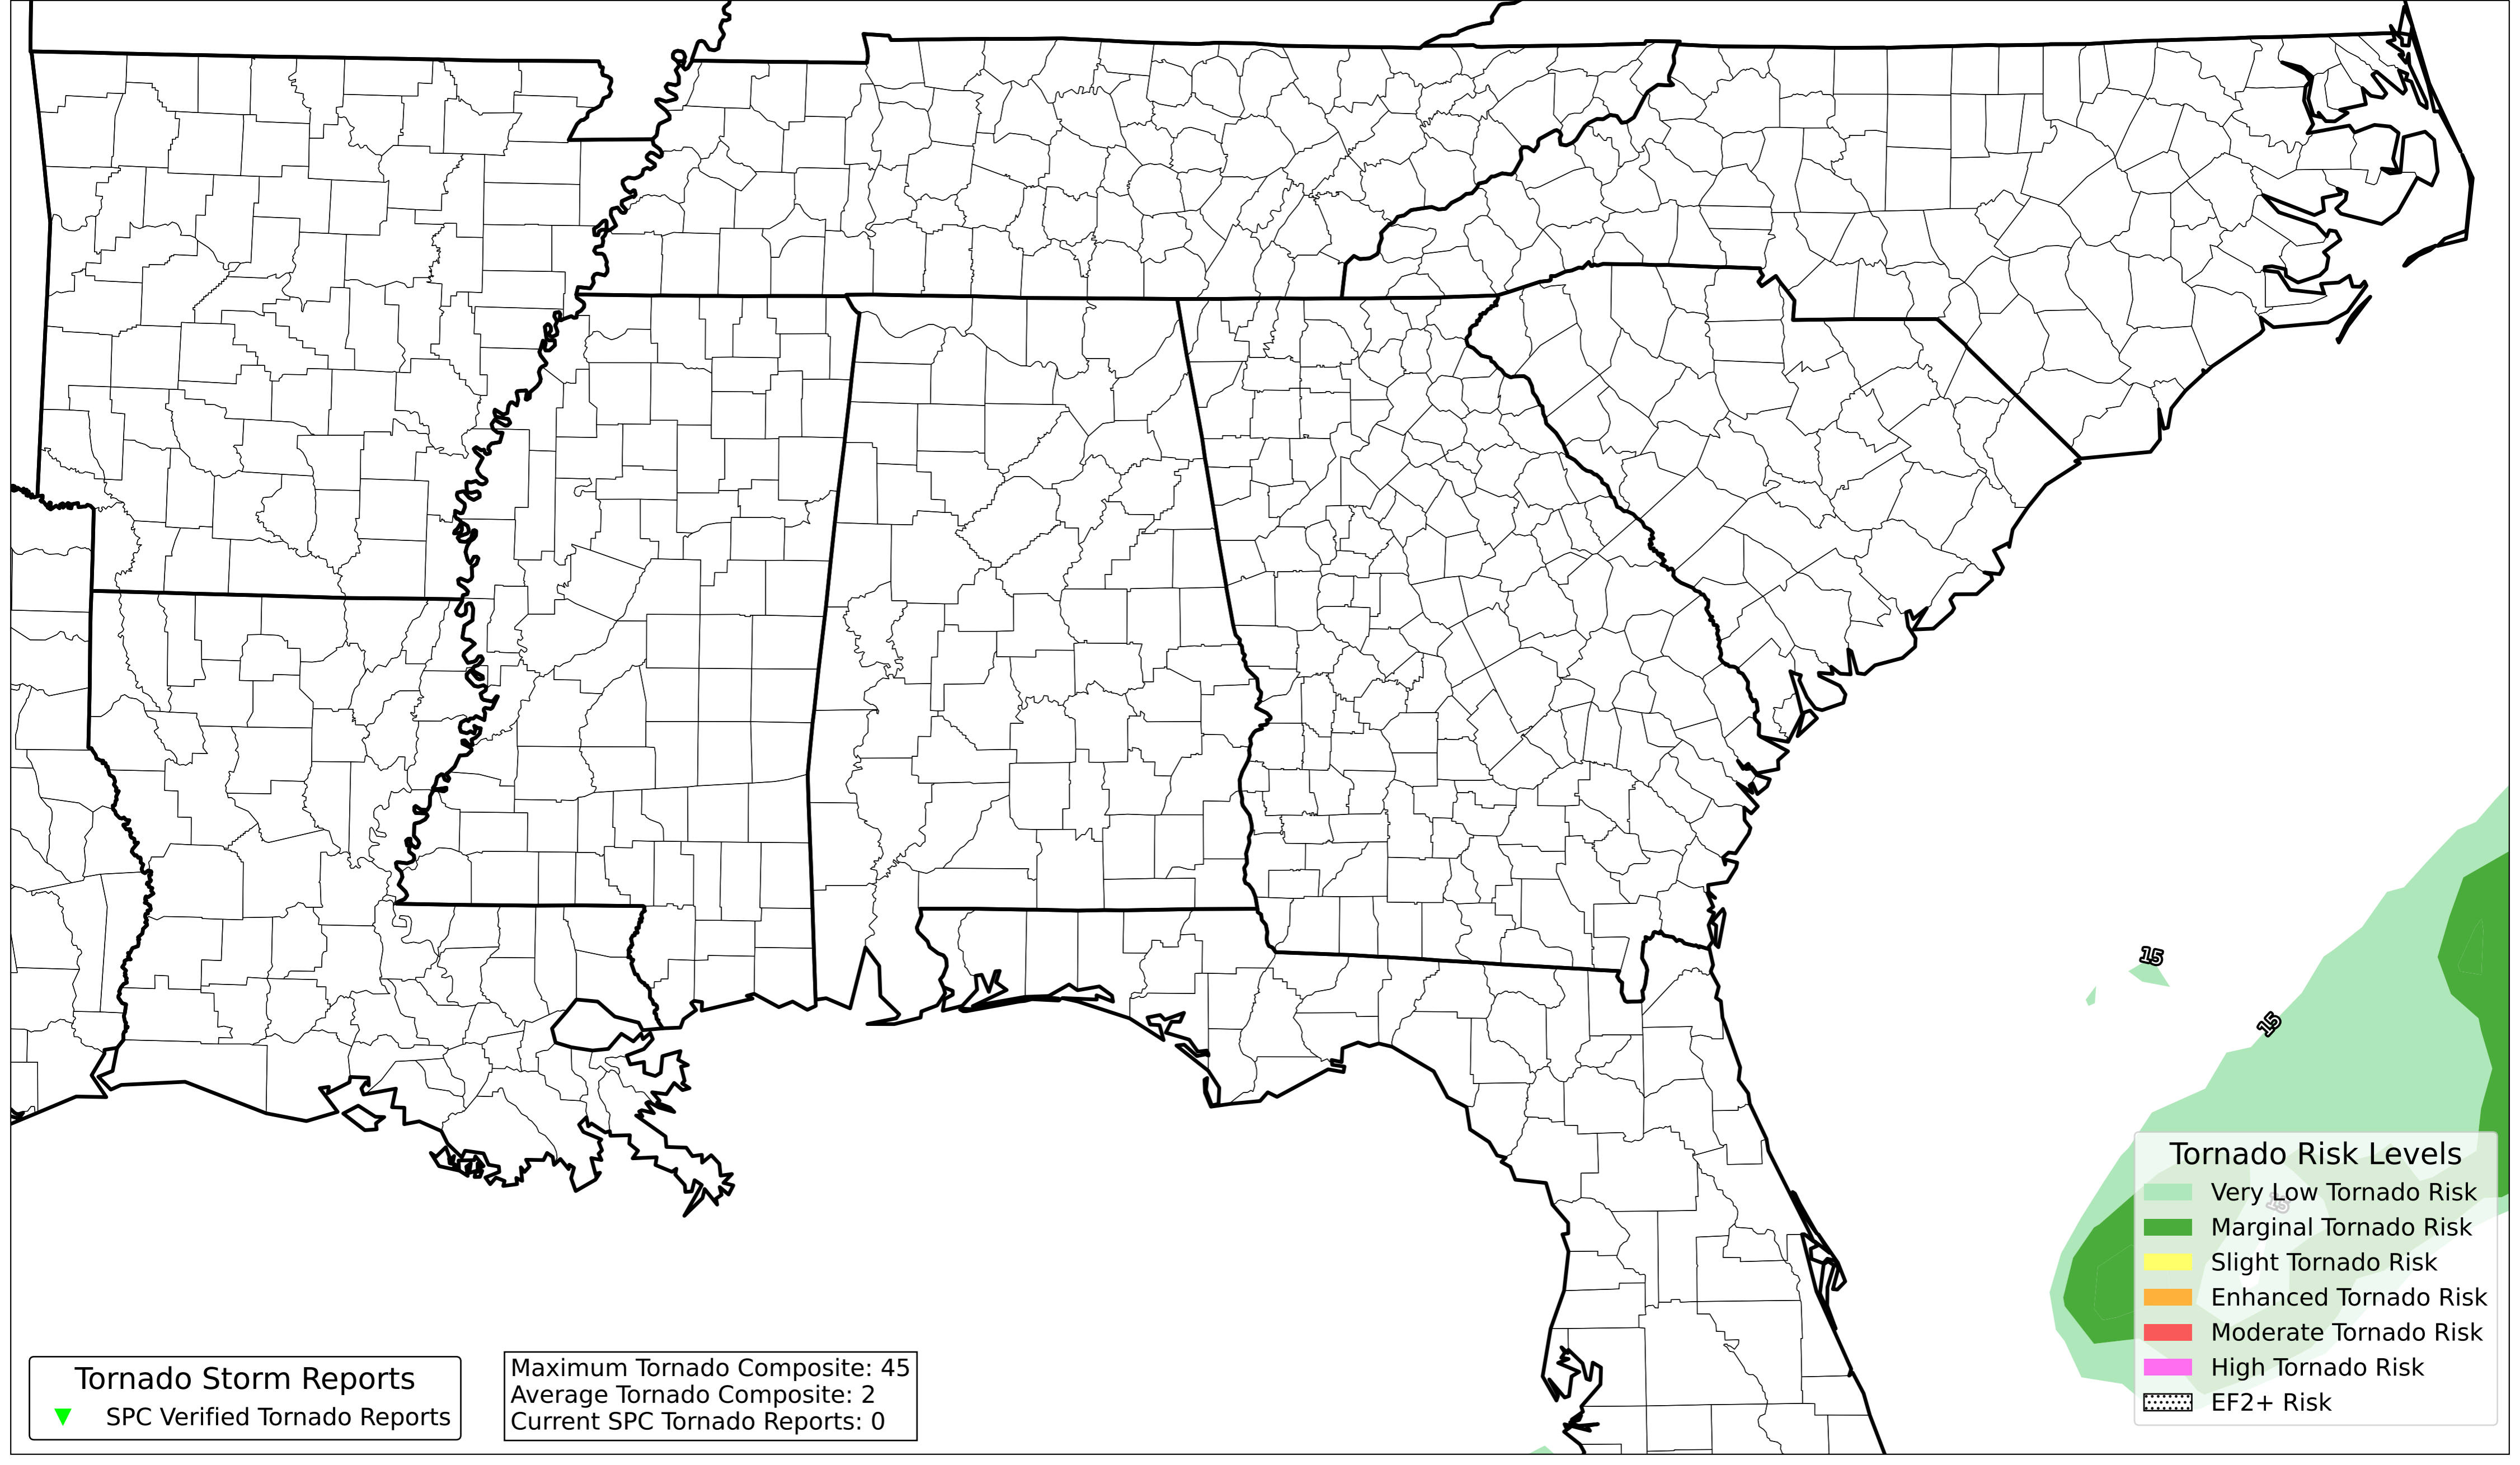 15
15
Tornado Risk Levels
Very Low Tornado Risk
15
Marginal Tornado Risk
Slight Tornado Risk
Enhanced Tornado Risk
Moderate Tornado Risk
High Tornado Risk
EF2+ Risk
Tornado Storm Reports
SPC Verified Tornado Reports
Maximum Tornado Composite: 45
Average Tornado Composite: 2
Current SPC Tornado Reports: 0